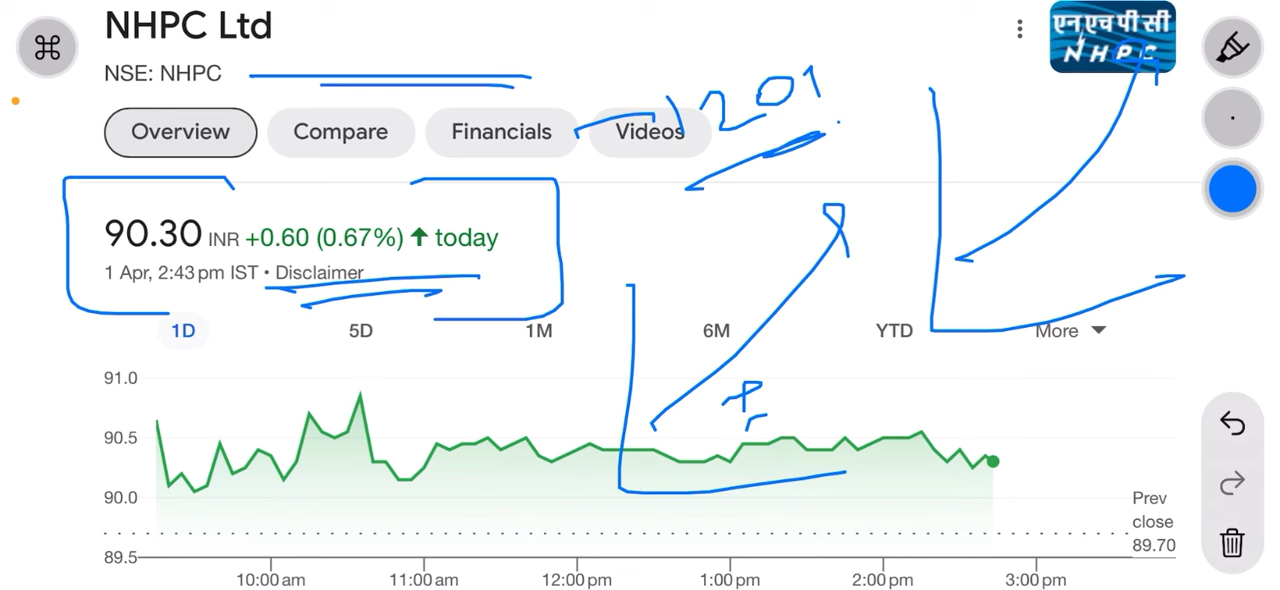 NHPC Ltd
एन एच पी सी
NHPC
NSE: NHPC
Overview
Compare
Financials
Videos
90.30 INR +0.60 (0.67%) ↑ today
1 Apr, 2:43 pm IST • Disclaimer
1D
5D
1M
6M
YTD
More
91.0
90.5
90.0
89.5
Prev
close
89.70
10:00 am
11:00 am
12:00 pm
1:00 pm
2:00 pm
3:00 pm